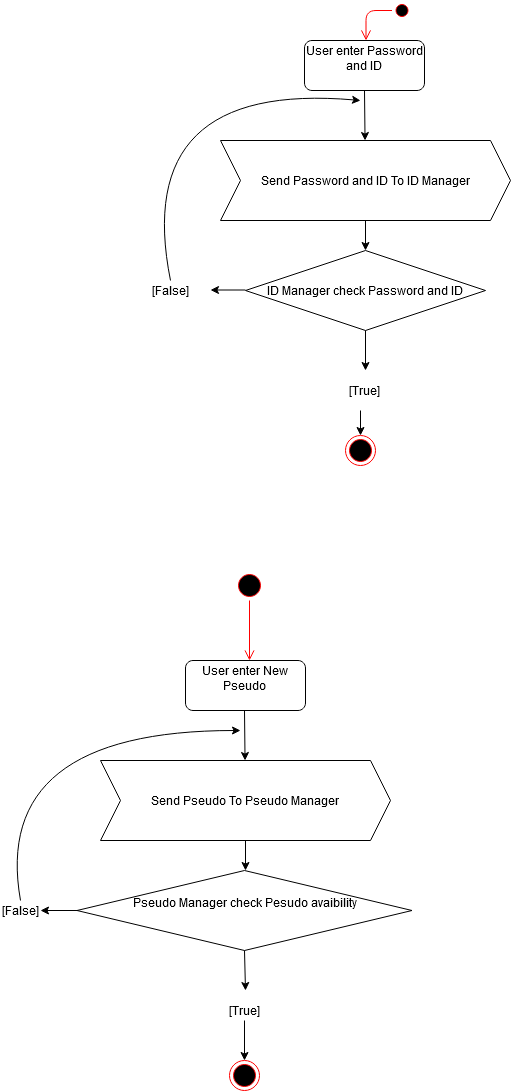 User enter Password
and ID
Send Password and ID To ID Manager
[False]
ID Manager check Password and ID
[True]
User enter New
Pseudo
Send Pseudo To Pseudo Manager
Pseudo Manager check Pesudo avaibility
[False]
[True]